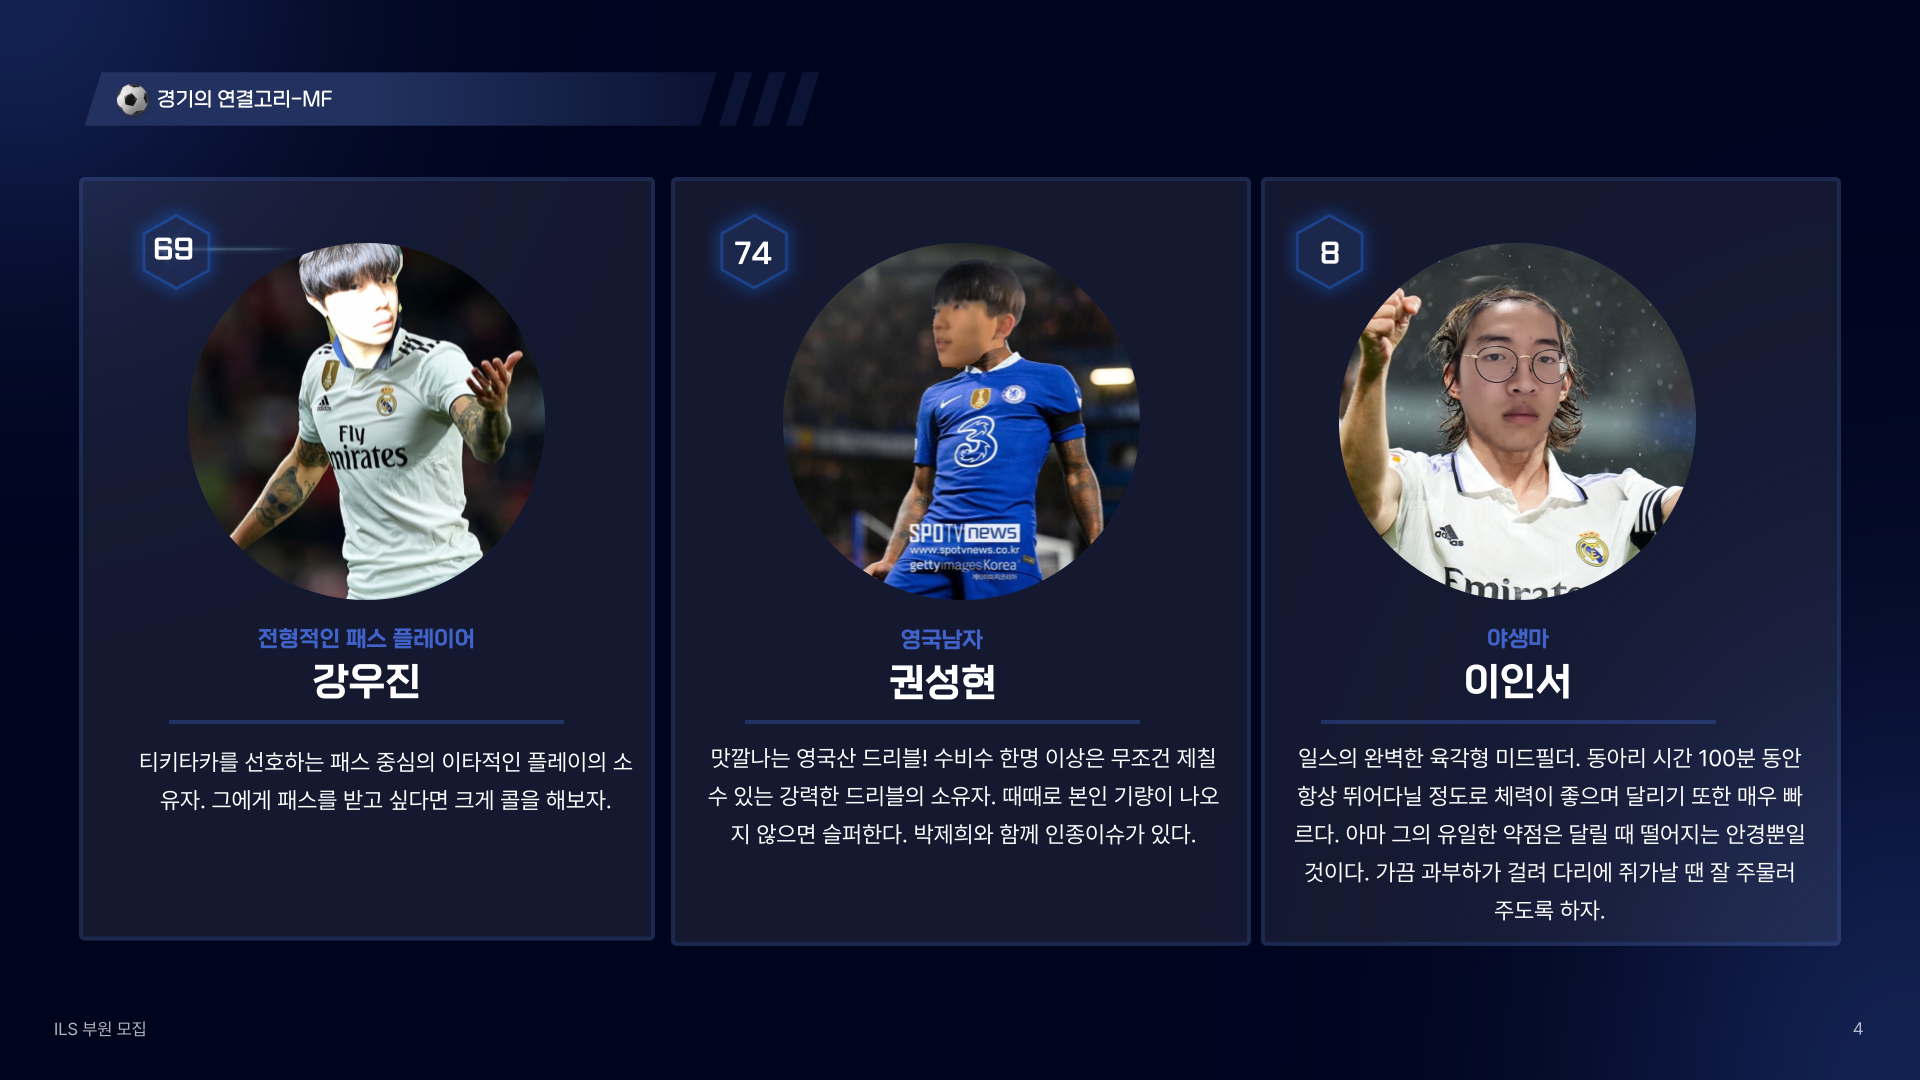 경기의 연결고리-MF
69
Fly
mirates
전형적인 패스 플레이어
강우진
티키타카를 선호하는 패스 중심의 이타적인 플레이의 소
유자. 그에게 패스를 받고 싶다면 크게 콜을 해보자.
74
3
SPOTV news
www.spotvnews.co.kr
gettyimagesKorea
게티이미지코리아
영국남자
권성현
맛깔나는 영국산 드리블! 수비수 한명 이상은 무조건 제칠
수 있는 강력한 드리블의 소유자. 때때로 본인 기량이 나오
지 않으면 슬퍼한다. 박제희와 함께 인종이슈가 있다.
8
adidas
Emirate
야생마
이인서
일스의 완벽한 육각형 미드필더. 동아리 시간 100분 동안
항상 뛰어다닐 정도로 체력이 좋으며 달리기 또한 매우 빠
르다. 아마 그의 유일한 약점은 달릴 때 떨어지는 안경뿐일
것이다. 가끔 과부하가 걸려 다리에 쥐가날 땐 잘 주물러
주도록 하자.
ILS 부원 모집
4